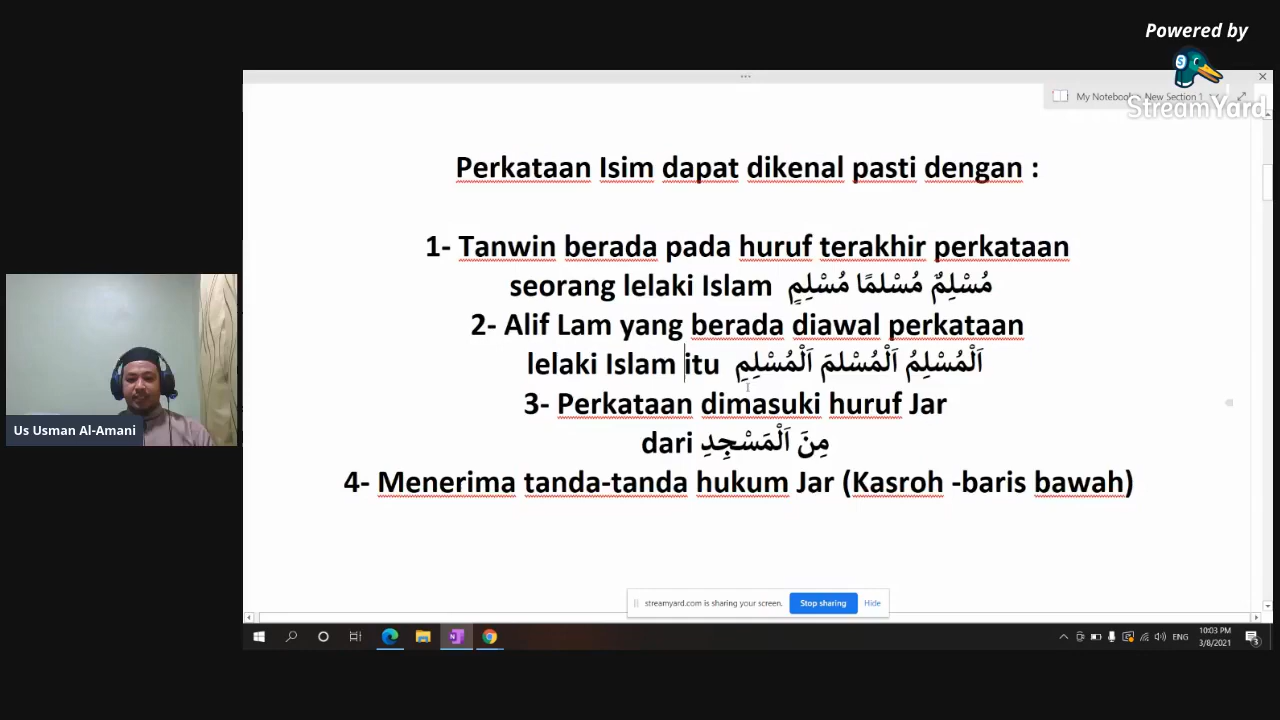 Powered by
StreamYard
My Notebook
New Section 1
Perkataan Isim dapat dikenal pasti dengan :
1- Tanwin berada pada huruf terakhir perkataan
seorang lelaki Islam مُسْلِمٌ مُسْلمًا مُسْلِمٍ
2- Alif Lam yang berada diawal perkataan
lelaki Islam itu اَلْمُسْلِمُ اَلْمُسْلمَ اَلْمُسْلِمِ
3- Perkataan dimasuki huruf Jar
dari مِنَ اَلْمَسْجِدِ
4- Menerima tanda-tanda hukum Jar (Kasroh -baris bawah)
Us Usman Al-Amani
streamyard.com is sharing your screen.
Stop sharing
Hide
ENG
10:03 PM
3/8/2021